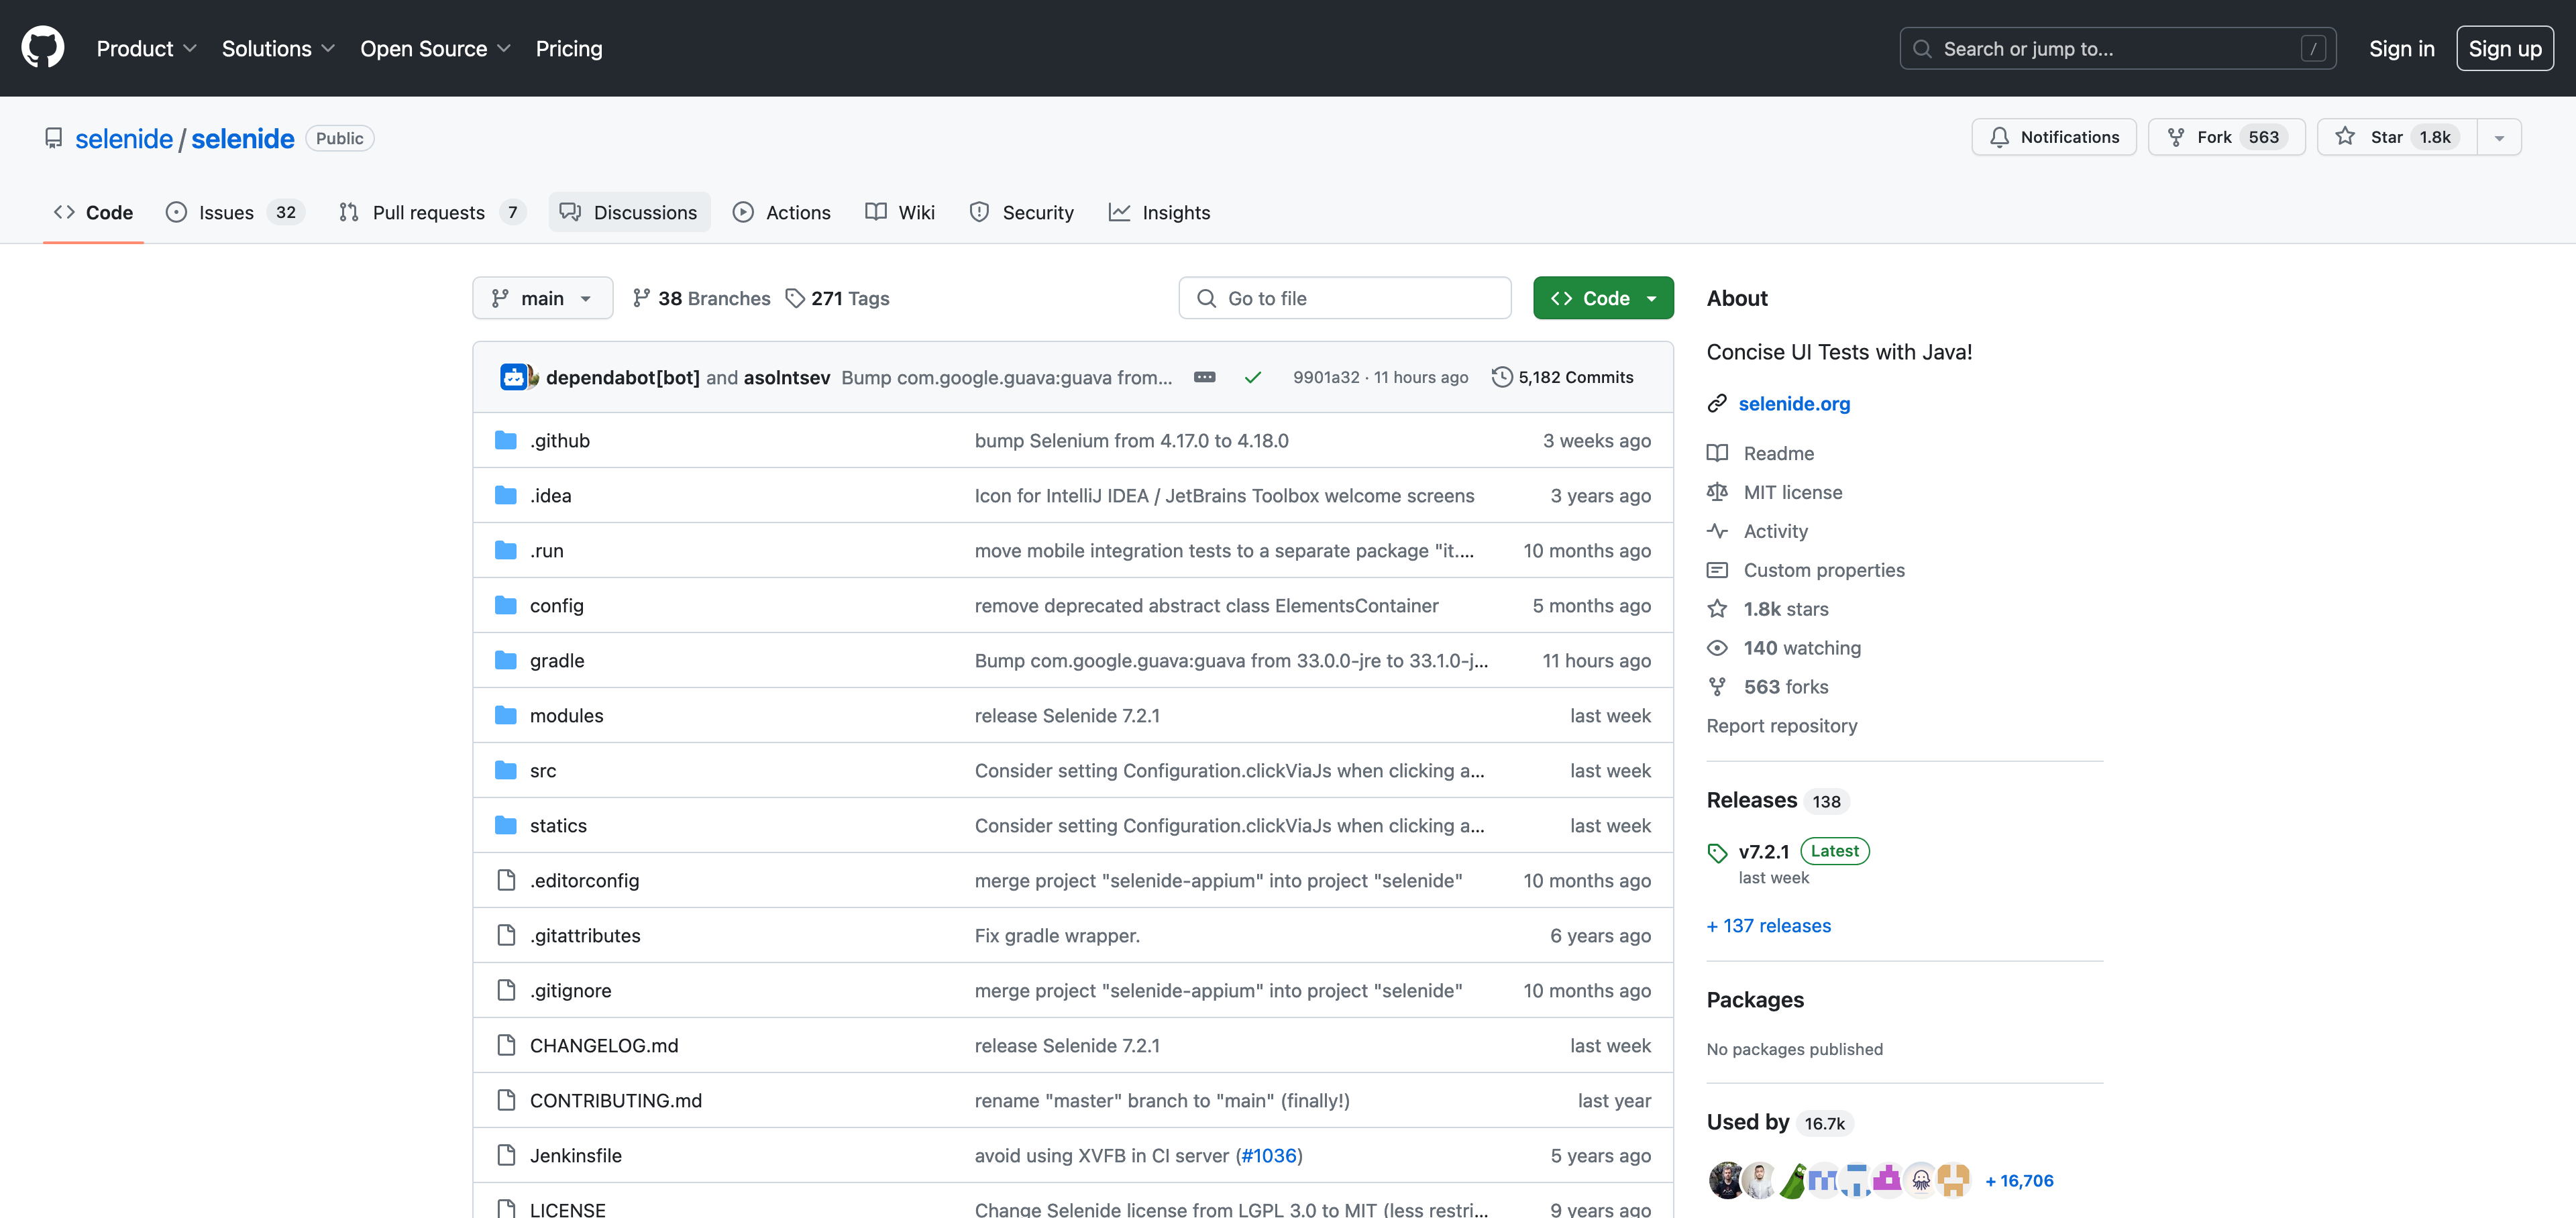 Product Solutions Open Source Pricing Search or jump to... / Sign in Sign up
selenide / selenide Public Notifications Fork 563 Star 1.8k
Code Issues 32 Pull requests 7 Discussions Actions Wiki Security Insights
main 38 Branches 271 Tags Go to file Code
dependabot[bot] and asolntsev Bump com.google.guava:guava from... 9901a32 · 11 hours ago 5,182 Commits
.github bump Selenium from 4.17.0 to 4.18.0 3 weeks ago
.idea Icon for IntelliJ IDEA / JetBrains Toolbox welcome screens 3 years ago
.run move mobile integration tests to a separate package "it.... 10 months ago
config remove deprecated abstract class ElementsContainer 5 months ago
gradle Bump com.google.guava:guava from 33.0.0-jre to 33.1.0-j... 11 hours ago
modules release Selenide 7.2.1 last week
src Consider setting Configuration.clickViaJs when clicking a... last week
statics Consider setting Configuration.clickViaJs when clicking a... last week
.editorconfig merge project "selenide-appium" into project "selenide" 10 months ago
.gitattributes Fix gradle wrapper. 6 years ago
.gitignore merge project "selenide-appium" into project "selenide" 10 months ago
CHANGELOG.md release Selenide 7.2.1 last week
CONTRIBUTING.md rename "master" branch to "main" (finally!) last year
Jenkinsfile avoid using XVFB in CI server (#1036) 5 years ago
LICENSE Change Selenide license from LGPL 3.0 to MIT (less restri... 9 years ago
About
Concise UI Tests with Java!
selenide.org
Readme
MIT license
Activity
Custom properties
1.8k stars
140 watching
563 forks
Report repository
Releases 138
v7.2.1 Latest
last week
+ 137 releases
Packages
No packages published
Used by 16.7k
+ 16,706